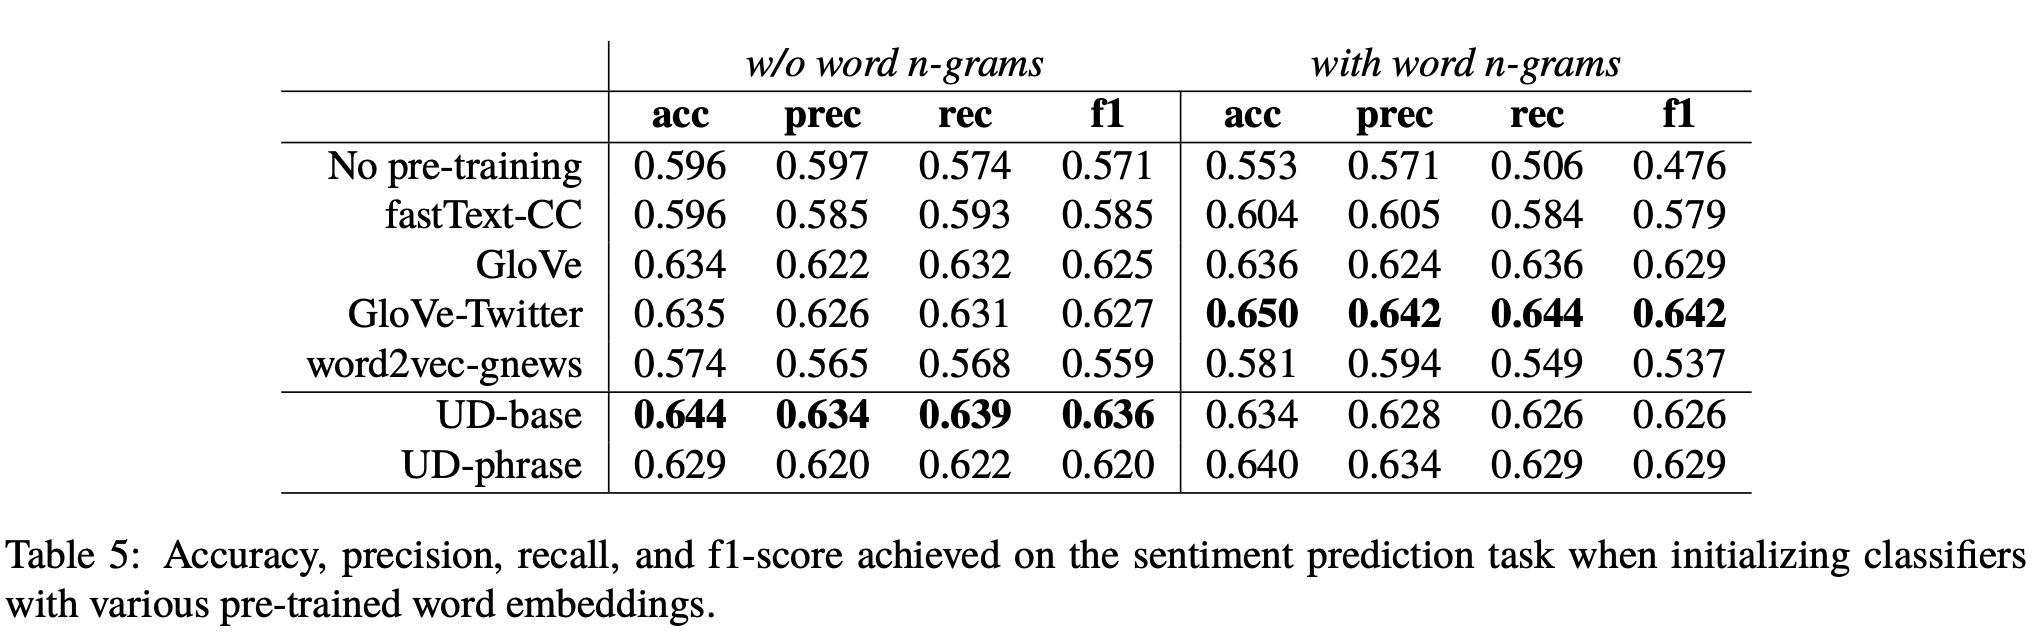 w/o word n-grams with word n-grams
acc prec rec f1 acc prec rec f1
No pre-training 0.596 0.597 0.574 0.571 0.553 0.571 0.506 0.476
fastText-CC 0.596 0.585 0.593 0.585 0.604 0.605 0.584 0.579
GloVe 0.634 0.622 0.632 0.625 0.636 0.624 0.636 0.629
GloVe-Twitter 0.635 0.626 0.631 0.627 0.650 0.642 0.644 0.642
word2vec-gnews 0.574 0.565 0.568 0.559 0.581 0.594 0.549 0.537
UD-base 0.644 0.634 0.639 0.636 0.634 0.628 0.626 0.626
UD-phrase 0.629 0.620 0.622 0.620 0.640 0.634 0.629 0.629
Table 5: Accuracy, precision, recall, and f1-score achieved on the sentiment prediction task when initializing classifiers
with various pre-trained word embeddings.